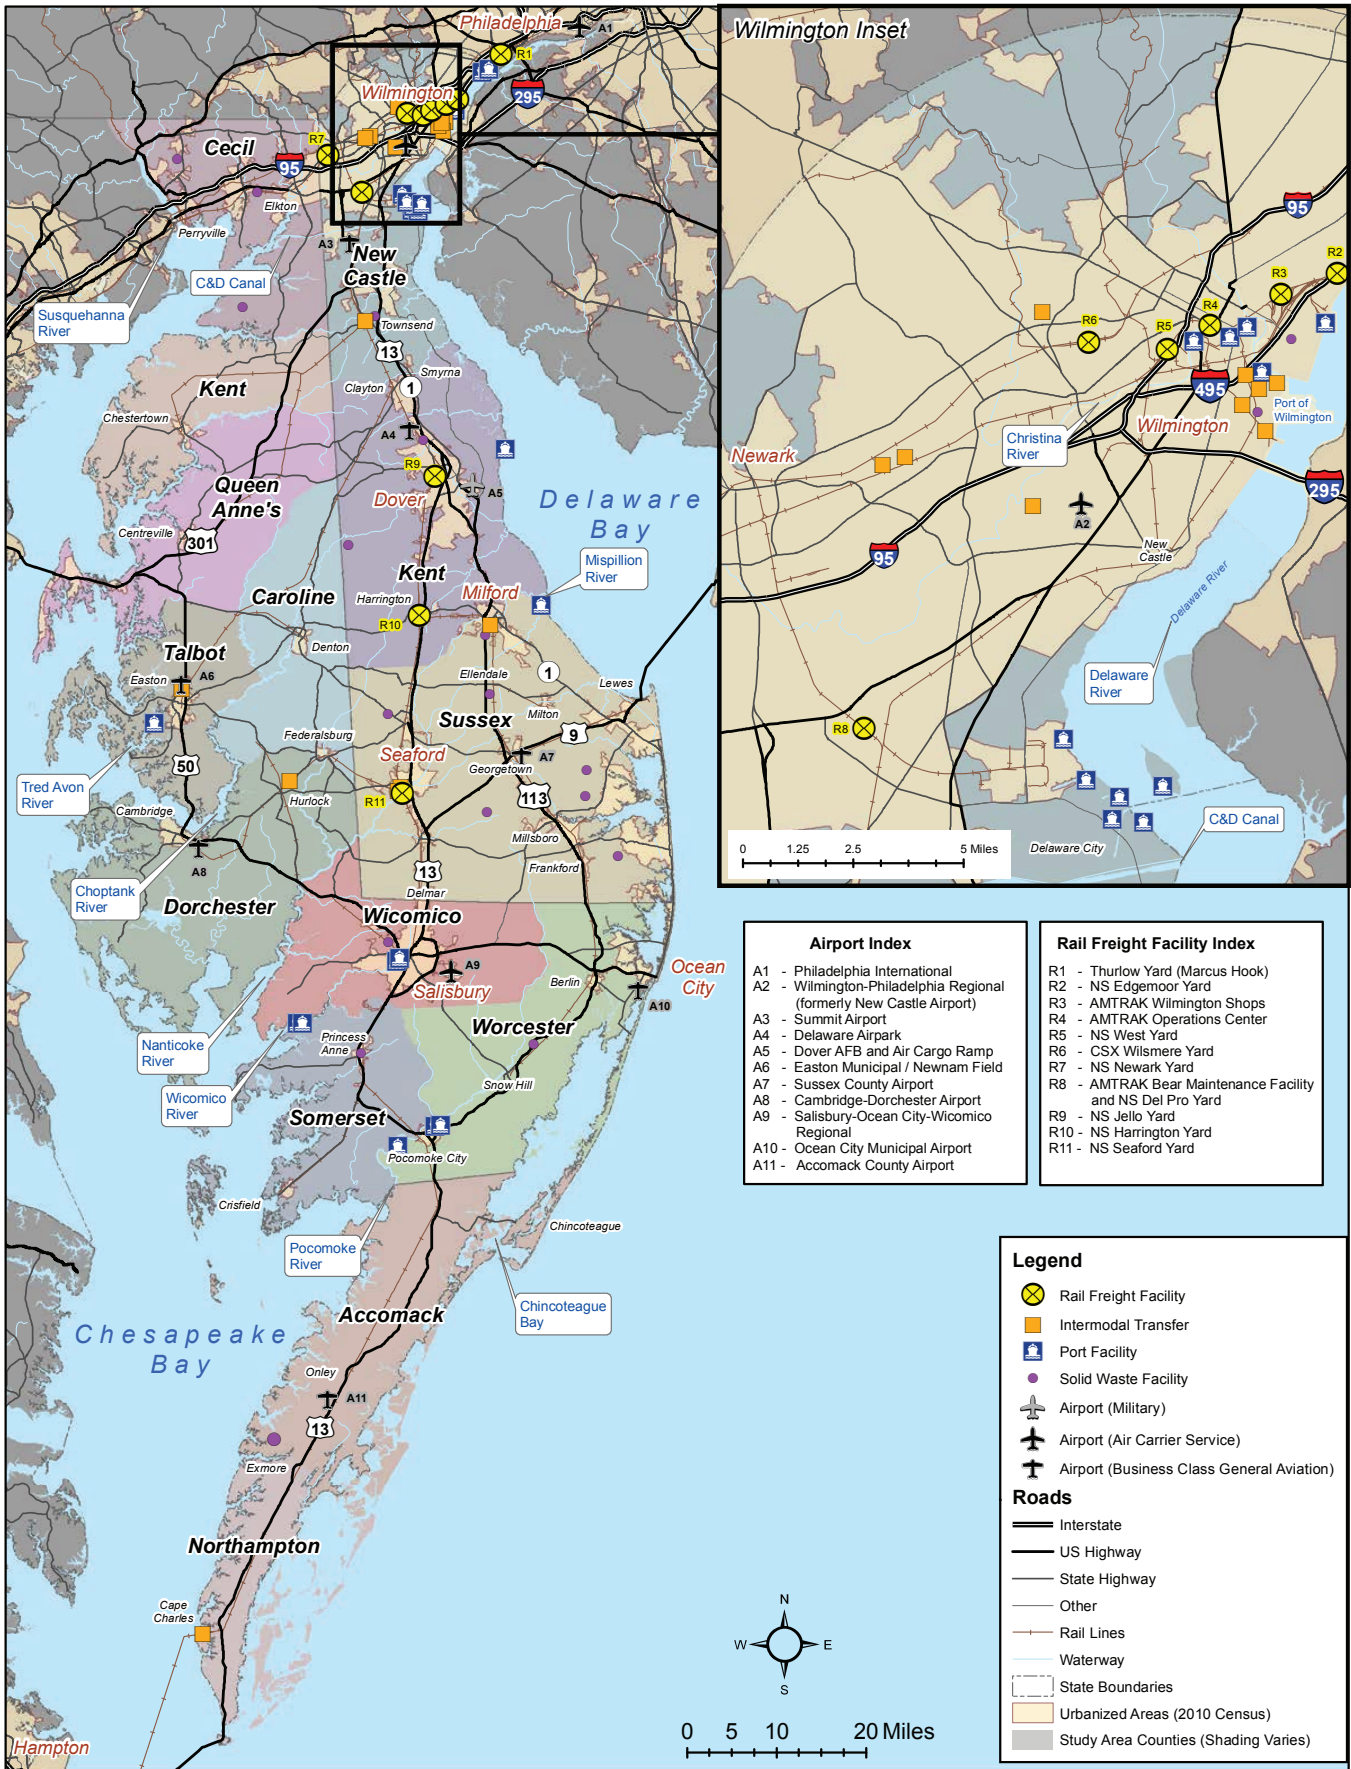 Philadelphia
A1
R1
Wilmington
295
R7
Cecil
95
Elkton
Perryville
A3
New
Castle
C&D Canal
Susquehanna
River
Townsend
13
Smyrna
Kent
Clayton
1
Chestertown
A4
R9
Queen
Anne's
Dover
A5
Delaware
Bay
Centreville
301
Mispillion
River
Kent
Caroline
Harrington
Milford
R10
Denton
Talbot
Easton
A6
Ellendale
1
Lewes
Milton
Sussex
9
Federalsburg
Seaford
A7
Georgetown
50
Tred Avon
River
Hurlock
R11
113
Cambridge
Millsboro
A8
13
Frankford
Choptank
River
Delmar
Dorchester
Wicomico
A9
Salisbury
Berlin
Ocean
City
A10
Worcester
Nanticoke
River
Princess
Anne
Snow Hill
Wicomico
River
Somerset
Pocomoke City
Crisfield
Chincoteague
Pocomoke
River
Chincoteague
Bay
Accomack
Chesapeake
Bay
Onley
A11
13
Exmore
Northampton
Cape
Charles
Hampton
Wilmington Inset
95
R2
R3
R4
R5
R6
495
Port of
Wilmington
Christina
River
Wilmington
Newark
295
A2
95
New
Castle
Delaware River
Delaware
River
R8
C&D Canal
Delaware City
0 1.25 2.5 5 Miles
Airport Index
A1 - Philadelphia International
A2 - Wilmington-Philadelphia Regional
(formerly New Castle Airport)
A3 - Summit Airport
A4 - Delaware Airpark
A5 - Dover AFB and Air Cargo Ramp
A6 - Easton Municipal / Newnam Field
A7 - Sussex County Airport
A8 - Cambridge-Dorchester Airport
A9 - Salisbury-Ocean City-Wicomico
Regional
A10 - Ocean City Municipal Airport
A11 - Accomack County Airport
Rail Freight Facility Index
R1 - Thurlow Yard (Marcus Hook)
R2 - NS Edgemoor Yard
R3 - AMTRAK Wilmington Shops
R4 - AMTRAK Operations Center
R5 - NS West Yard
R6 - CSX Wilsmere Yard
R7 - NS Newark Yard
R8 - AMTRAK Bear Maintenance Facility
and NS Del Pro Yard
R9 - NS Jello Yard
R10 - NS Harrington Yard
R11 - NS Seaford Yard
Legend
Rail Freight Facility
Intermodal Transfer
Port Facility
Solid Waste Facility
Airport (Military)
Airport (Air Carrier Service)
Airport (Business Class General Aviation)
Roads
Interstate
US Highway
State Highway
Other
Rail Lines
Waterway
State Boundaries
Urbanized Areas (2010 Census)
Study Area Counties (Shading Varies)
N
W E
S
0 5 10 20 Miles